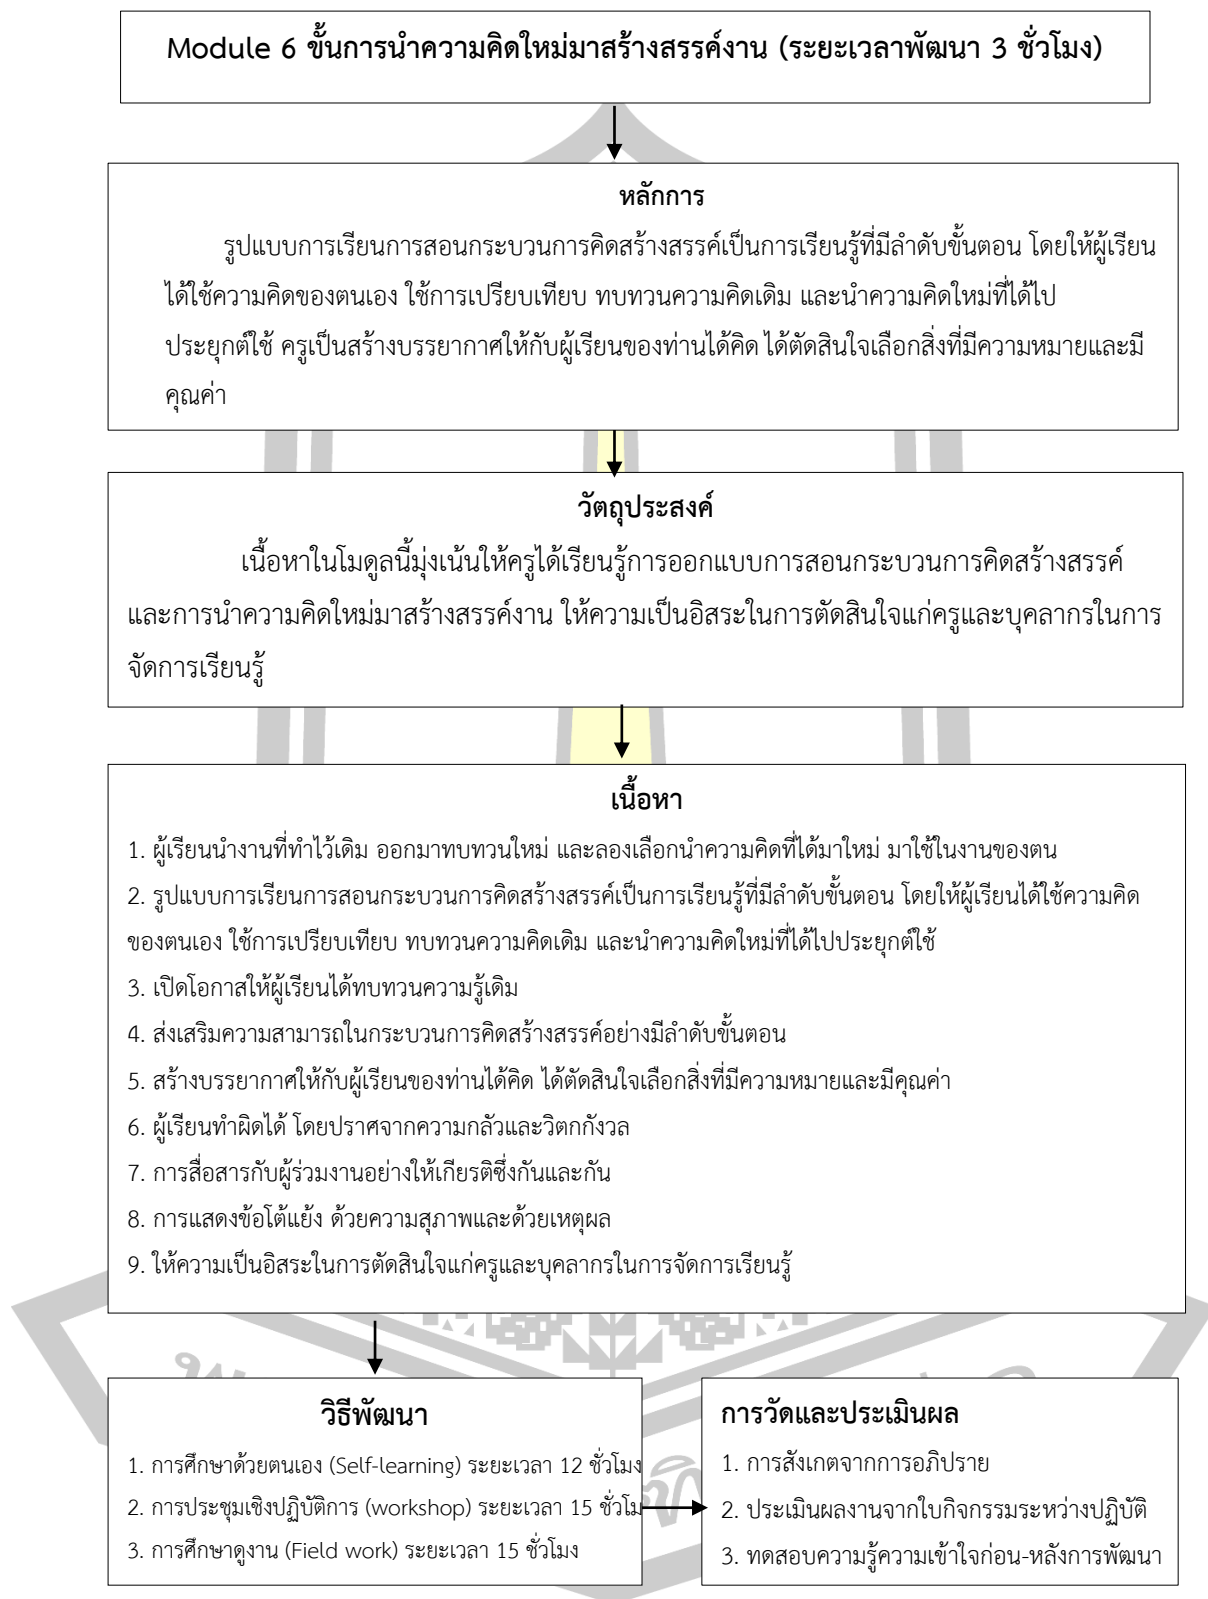 Module 6 ขั้นการนำความคิดใหม่มาสร้างสรรค์งาน (ระยะเวลาพัฒนา 3 ชั่วโมง)
หลักการ
รูปแบบการเรียนการสอนกระบวนการคิดสร้างสรรค์เป็นการเรียนรู้ที่มีลำดับขั้นตอน โดยให้ผู้เรียน
ได้ใช้ความคิดของตนเอง ใช้การเปรียบเทียบ ทบทวนความคิดเดิม และนำความคิดใหม่ที่ได้ไป
ประยุกต์ใช้ ครูเป็นสร้างบรรยากาศให้กับผู้เรียนของท่านได้คิด ได้ตัดสินใจเลือกสิ่งที่มีความหมายและมี
คุณค่า
วัตถุประสงค์
เนื้อหาในโมดูลนี้มุ่งเน้นให้ครูได้เรียนรู้การออกแบบการสอนกระบวนการคิดสร้างสรรค์
และการนำความคิดใหม่มาสร้างสรรค์งาน ให้ความเป็นอิสระในการตัดสินใจแก่ครูและบุคลากรในการ
จัดการเรียนรู้
เนื้อหา
1. ผู้เรียนนำงานที่ทำไว้เดิม ออกมาทบทวนใหม่ และลองเลือกนำความคิดที่ได้มาใหม่ มาใช้ในงานของตน
2. รูปแบบการเรียนการสอนกระบวนการคิดสร้างสรรค์เป็นการเรียนรู้ที่มีลำดับขั้นตอน โดยให้ผู้เรียนได้ใช้ความคิด
ของตนเอง ใช้การเปรียบเทียบ ทบทวนความคิดเดิม และนำความคิดใหม่ที่ได้ไปประยุกต์ใช้
3. เปิดโอกาสให้ผู้เรียนได้ทบทวนความรู้เดิม
4. ส่งเสริมความสามารถในกระบวนการคิดสร้างสรรค์อย่างมีลำดับขั้นตอน
5. สร้างบรรยากาศให้กับผู้เรียนของท่านได้คิด ได้ตัดสินใจเลือกสิ่งที่มีความหมายและมีคุณค่า
6. ผู้เรียนทำผิดได้ โดยปราศจากความกลัวและวิตกกังวล
7. การสื่อสารกับผู้ร่วมงานอย่างให้เกียรติซึ่งกันและกัน
8. การแสดงข้อโต้แย้ง ด้วยความสุภาพและด้วยเหตุผล
9. ให้ความเป็นอิสระในการตัดสินใจแก่ครูและบุคลากรในการจัดการเรียนรู้
วิธีพัฒนา
1. การศึกษาด้วยตนเอง (Self-learning) ระยะเวลา 12 ชั่วโมง
2. การประชุมเชิงปฏิบัติการ (workshop) ระยะเวลา 15 ชั่วโม
3. การศึกษาดูงาน (Field work) ระยะเวลา 15 ชั่วโมง
การวัดและประเมินผล
1. การสังเกตจากการอภิปราย
2. ประเมินผลงานจากใบกิจกรรมระหว่างปฏิบัติ
3. ทดสอบความรู้ความเข้าใจก่อน-หลังการพัฒนา